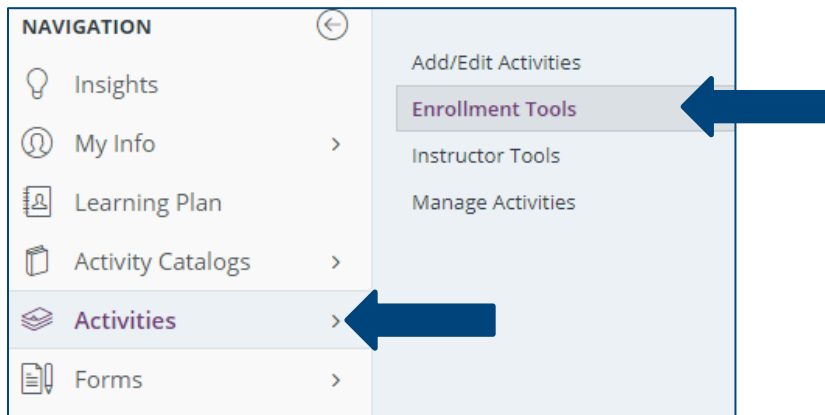 NAVIGATION
Insights
My Info
Learning Plan
Activity Catalogs
Activities
Forms
Add/Edit Activities
Enrollment Tools
Instructor Tools
Manage Activities